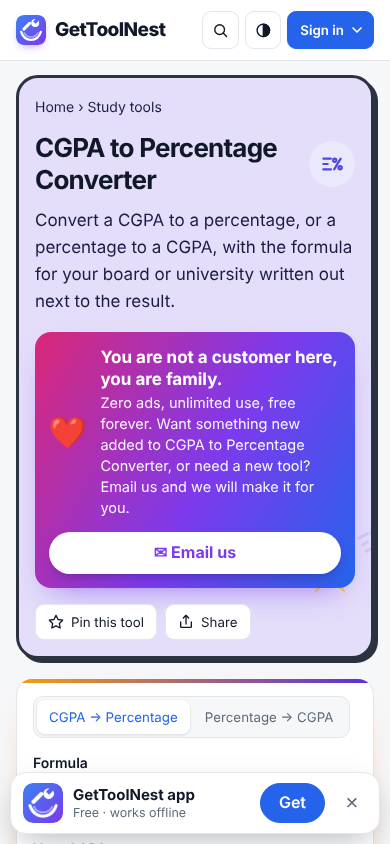 GetToolNest
Sign in
Home › Study tools
CGPA to Percentage
Converter
Convert a CGPA to a percentage, or a
percentage to a CGPA, with the formula
for your board or university written out
next to the result.
You are not a customer here,
you are family.
Zero ads, unlimited use, free
forever. Want something new
added to CGPA to Percentage
Converter, or need a new tool?
Email us and we will make it for
you.
✉ Email us
Pin this tool
Share
CGPA → Percentage
Percentage → CGPA
Formula
GetToolNest app
Free · works offline
Get